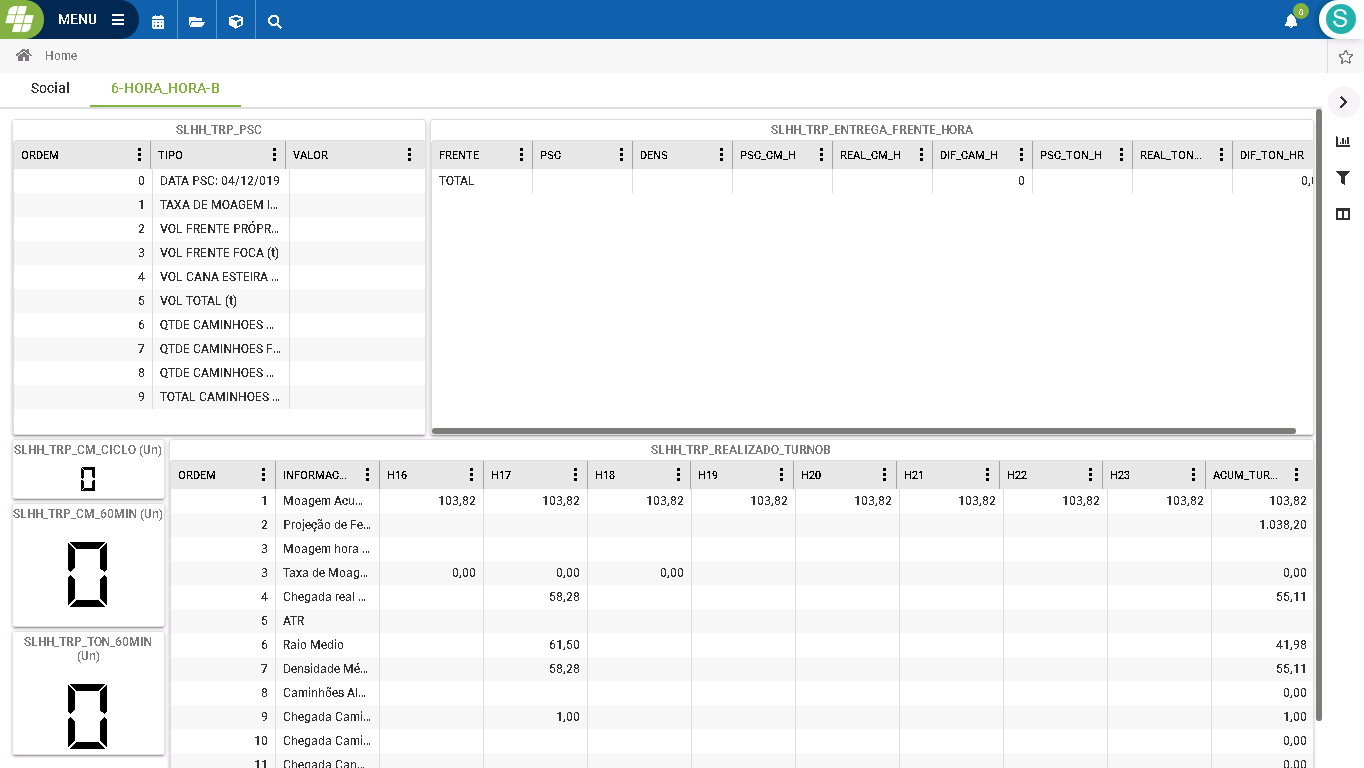 MENU
0
S
Home
Social 6-HORA_HORA-B
SLHH_TRP_PSC
ORDEM TIPO VALOR
0 DATA PSC: 04/12/019
1 TAXA DE MOAGEM I...
2 VOL FRENTE PRÓPR...
3 VOL FRENTE FOCA (t)
4 VOL CANA ESTEIRA ...
5 VOL TOTAL (t)
6 QTDE CAMINHOES ...
7 QTDE CAMINHOES F...
8 QTDE CAMINHOES ...
9 TOTAL CAMINHOES ...
SLHH_TRP_ENTREGA_FRENTE_HORA
FRENTE PSC DENS PSC_CM_H REAL_CM_H DIF_CAM_H PSC_TON_H REAL_TON... DIF_TON_HR
TOTAL 0 0,0
SLHH_TRP_CM_CICLO (Un)
0
SLHH_TRP_CM_60MIN (Un)
0
SLHH_TRP_TON_60MIN
(Un)
0
SLHH_TRP_REALIZADO_TURNOB
ORDEM INFORMAC... H16 H17 H18 H19 H20 H21 H22 H23 AGUM_TUR...
1 Moagem Acu... 103,82 103,82 103,82 103,82 103,82 103,82 103,82 103,82 103,82
2 Projeção de Fe... 1.038,20
3 Moagem hora ...
3 Taxa de Moag... 0,00 0,00 0,00 0,00
4 Chegada real ... 58,28 55,11
5 ATR
6 Raio Medio 61,50 41,98
7 Densidade Mé... 58,28 55,11
8 Caminhões Al... 0,00
9 Chegada Cami... 1,00 1,00
10 Chegada Cami... 0,00
11 Chegada Can... 0,00